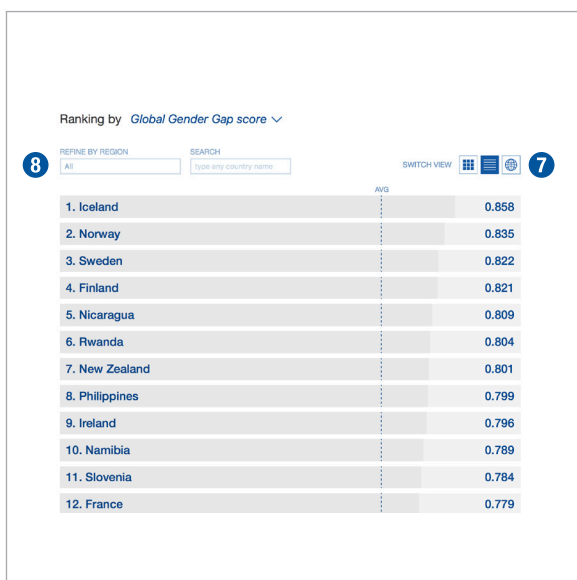 Ranking by Global Gender Gap score
REFINE BY REGION
SEARCH
8
All
type any country name
SWITCH VIEW
7
AVG
1. Iceland 0.858
2. Norway 0.835
3. Sweden 0.822
4. Finland 0.821
5. Nicaragua 0.809
6. Rwanda 0.804
7. New Zealand 0.801
8. Philippines 0.799
9. Ireland 0.796
10. Namibia 0.789
11. Slovenia 0.784
12. France 0.779